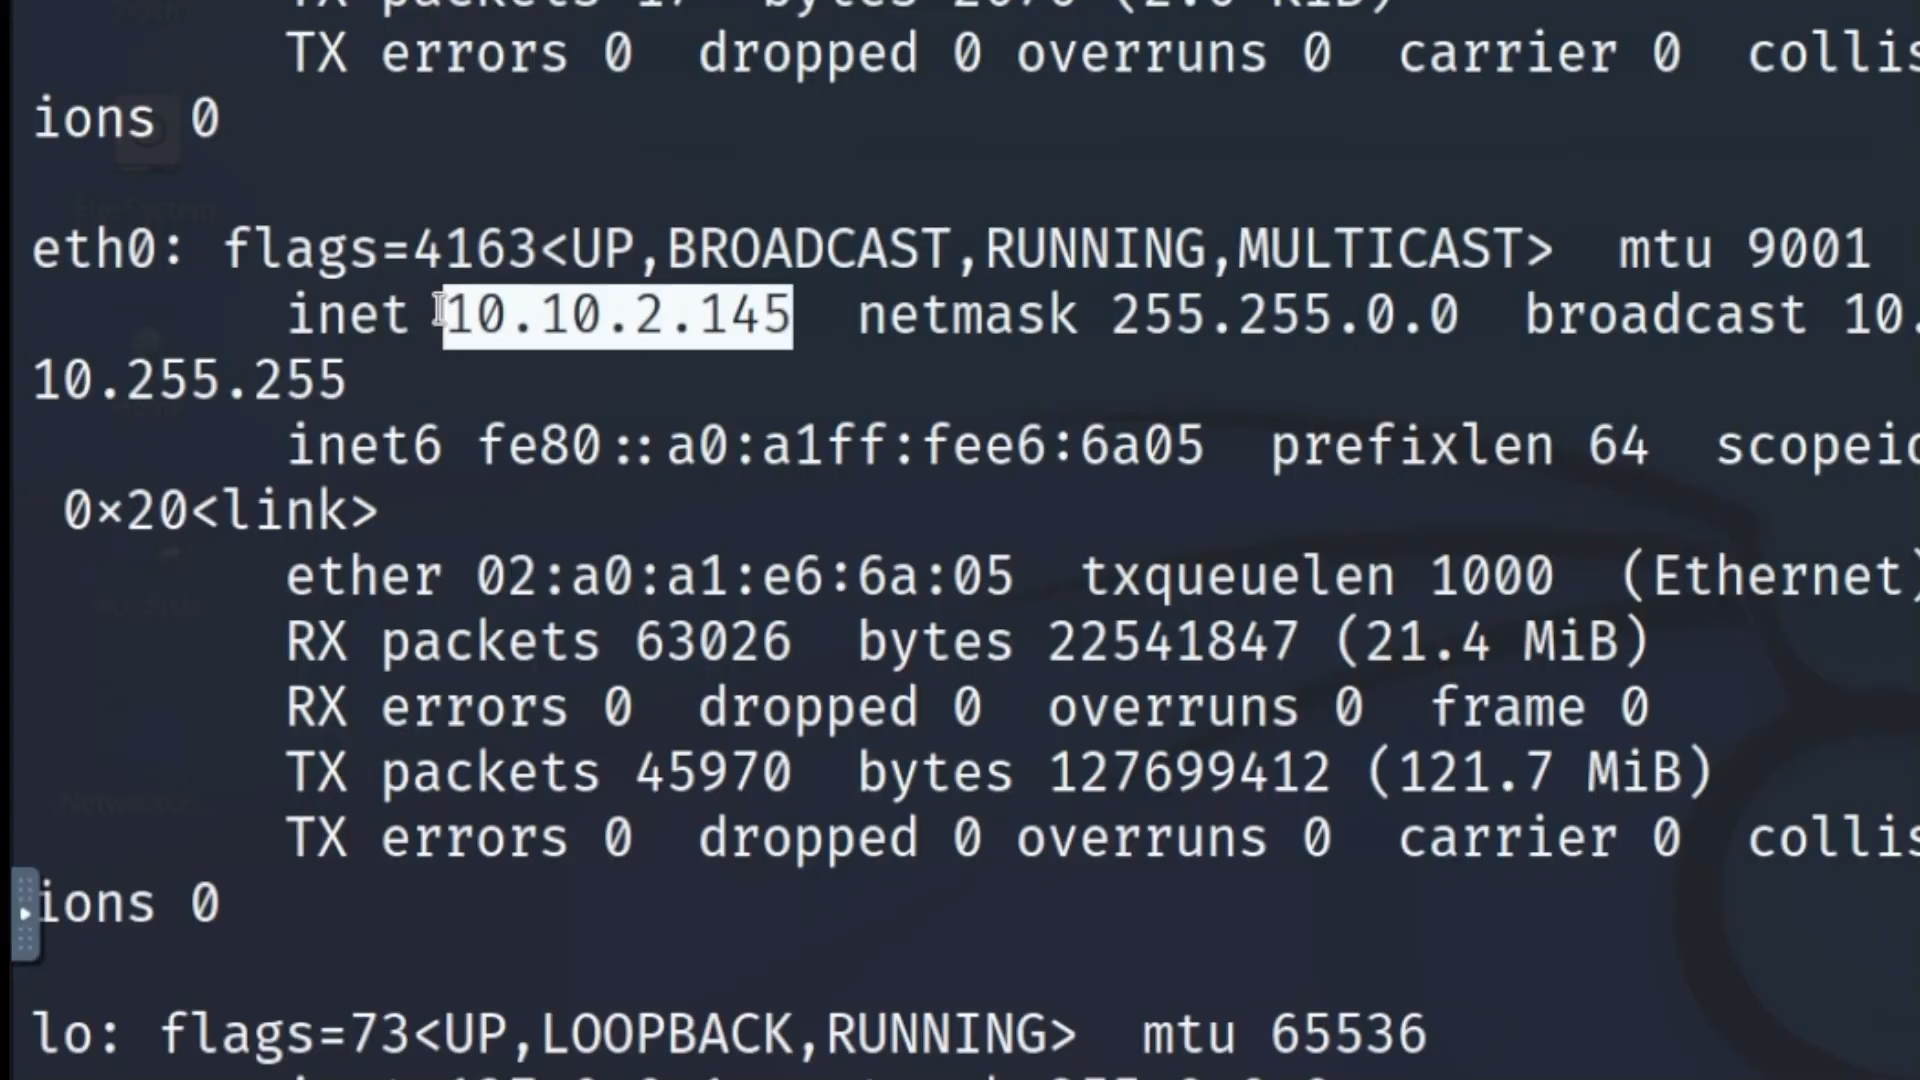 TX errors 0  dropped 0 overruns 0  carrier 0  collis
ions 0
eth0: flags=4163<UP,BROADCAST,RUNNING,MULTICAST>  mtu 9001
inet 10.10.2.145  netmask 255.255.0.0  broadcast 10.
10.255.255
inet6 fe80::a0:a1ff:fee6:6a05  prefixlen 64  scopeid
0×20<link>
ether 02:a0:a1:e6:6a:05  txqueuelen 1000  (Ethernet)
RX packets 63026  bytes 22541847 (21.4 MiB)
RX errors 0  dropped 0  overruns 0  frame 0
TX packets 45970  bytes 127699412 (121.7 MiB)
TX errors 0  dropped 0 overruns 0  carrier 0  collis
ions 0
lo: flags=73<UP,LOOPBACK,RUNNING>  mtu 65536